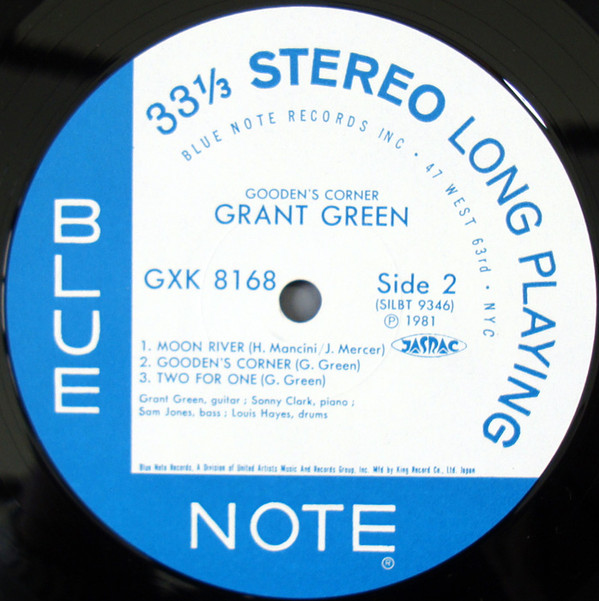 33⅓ STEREO LONG PLAYING
BLUE NOTE RECORDS INC • 47 WEST 63rd • NYC
GOODEN'S CORNER
GRANT GREEN
GXK 8168
Side 2
(SILBT 9346)
Ⓟ 1981
1. MOON RIVER (H. Mancini/J. Mercer)
JASRAC
2. GOODEN'S CORNER (G. Green)
3. TWO FOR ONE (G. Green)
Grant Green, guitar ; Sonny Clark, piano ;
Sam Jones, bass ; Louis Hayes, drums
Blue Note Records, A Division of United Artists Music And Records Group, Inc. Mfd by King Record Co., Ltd. Japan
BLUE
NOTE®